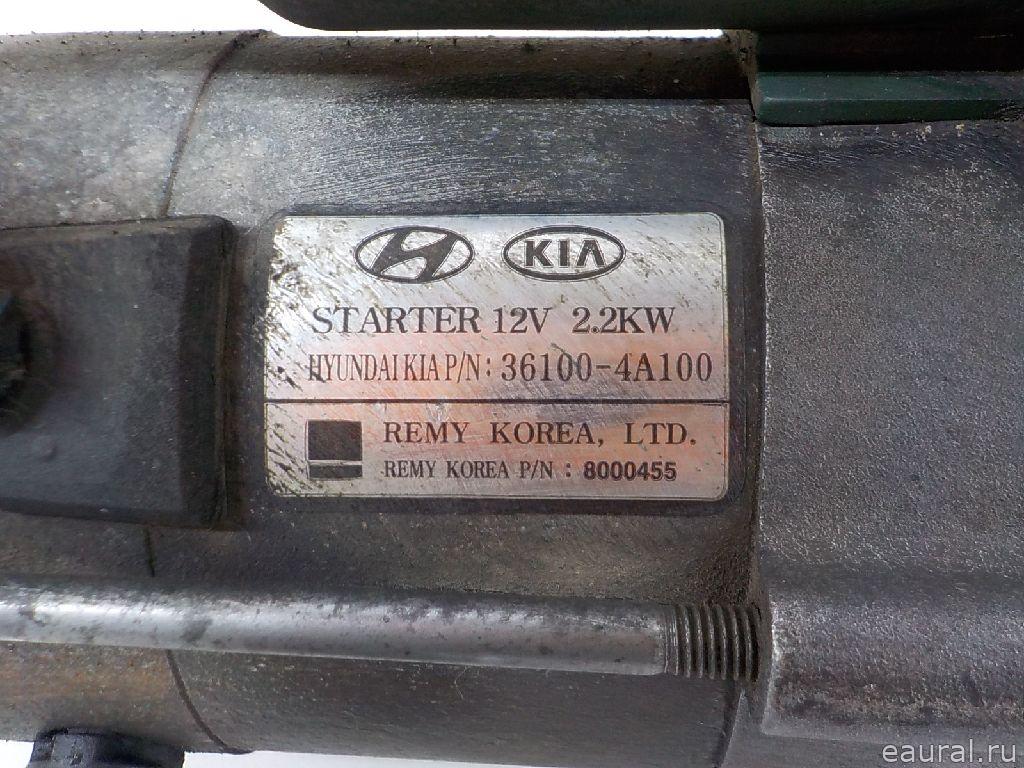 KIA
STARTER 12V 2.2KW
HYUNDAI KIA P/N: 36100-4A100
REMY KOREA, LTD.
REMY KOREA P/N : 8000455
eaural.ru